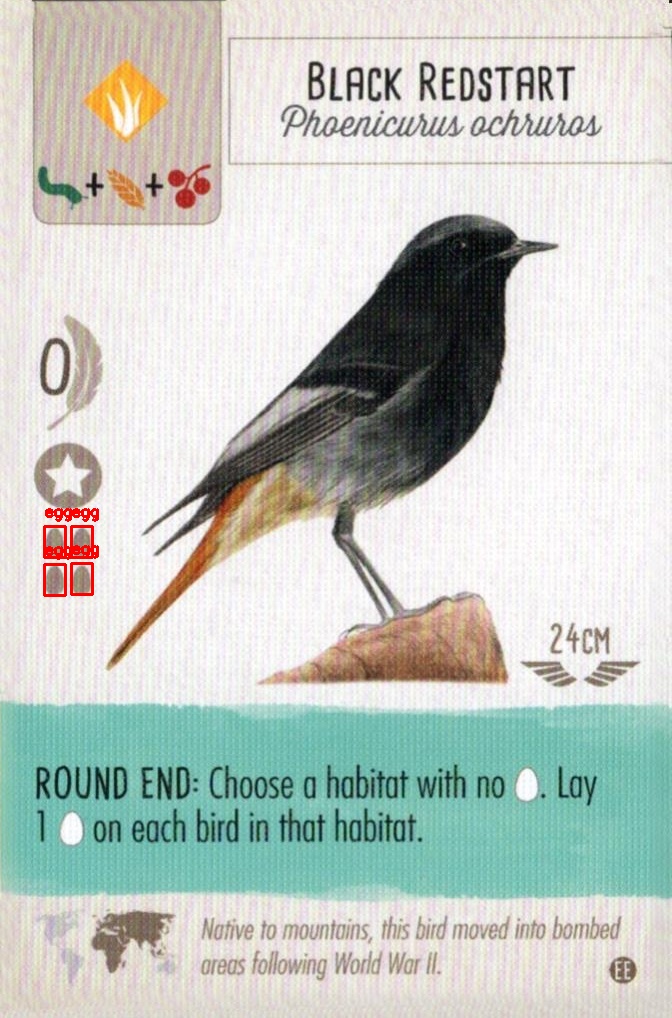 BLACK REDSTART
Phoenicurus ochruros
+ +
0
eggegg
eggegg
24CM
ROUND END: Choose a habitat with no . Lay
1 on each bird in that habitat.
Native to mountains, this bird moved into bombed
areas following World War II.
EE